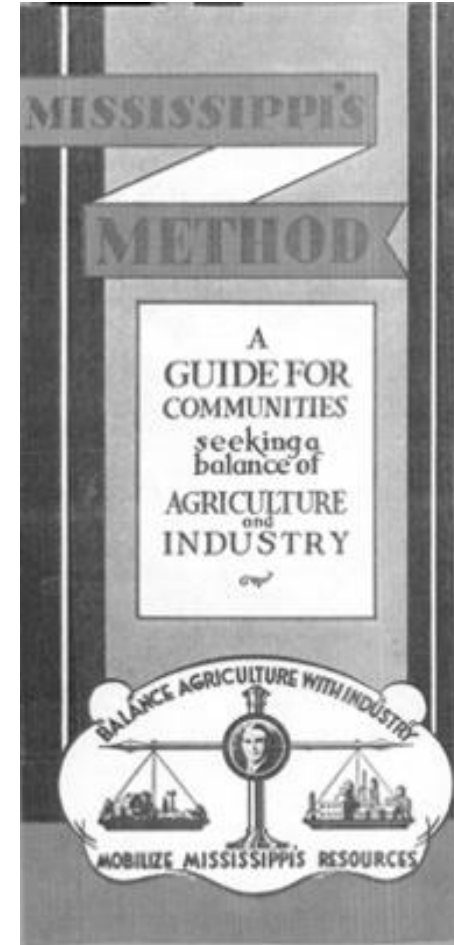 MISSISSIPPI'S
METHOD
A
GUIDE FOR
COMMUNITIES
seeking a
balance of
AGRICULTURE
and
INDUSTRY
BALANCE AGRICULTURE WITH INDUSTRY
MOBILIZE MISSISSIPPI'S RESOURCES